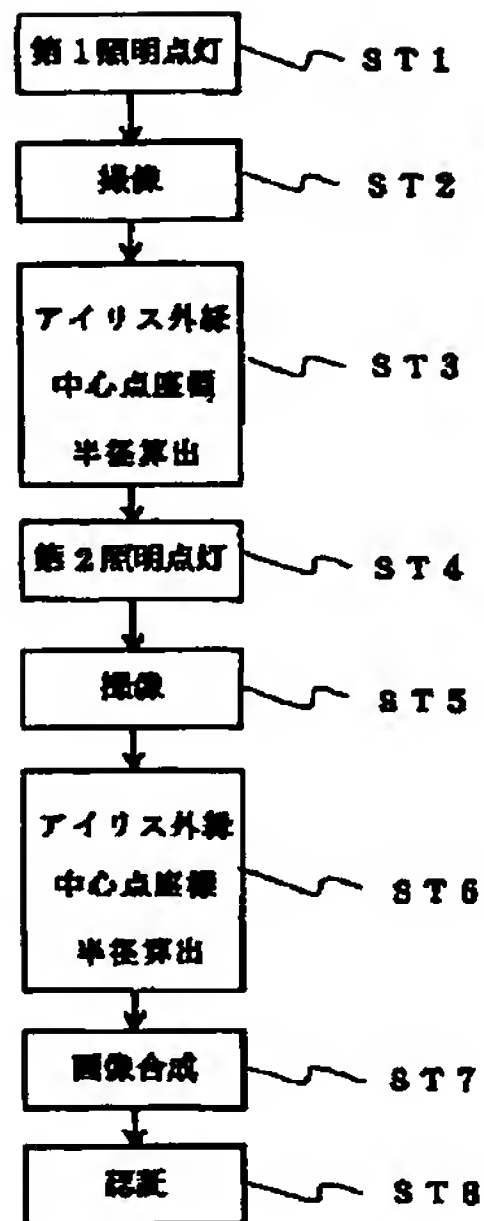 第1照明点灯 ST1
撮像 ST2
アイリス外縁
中心点座標 ST3
半径算出
第2照明点灯 ST4
撮像 ST5
アイリス外縁
中心点座標 ST6
半径算出
画像合成 ST7
認証 ST8